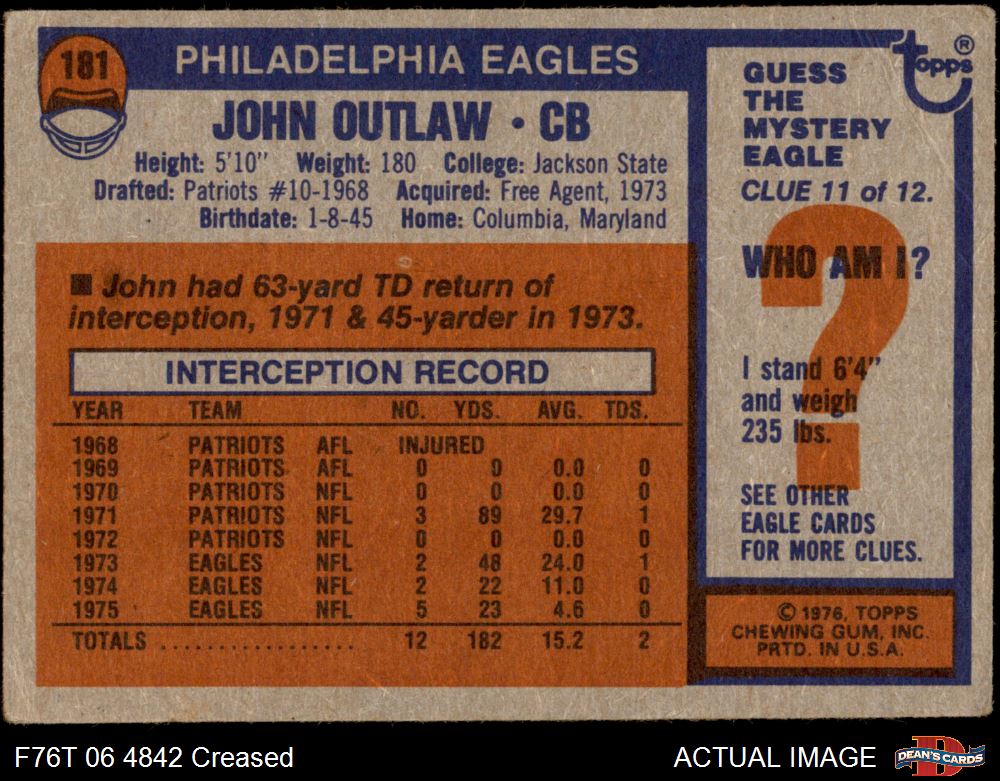 181
PHILADELPHIA EAGLES
JOHN OUTLAW • CB
Height: 5'10" Weight: 180 College: Jackson State
Drafted: Patriots #10-1968 Acquired: Free Agent, 1973
Birthdate: 1-8-45 Home: Columbia, Maryland
■ John had 63-yard TD return of
interception, 1971 & 45-yarder in 1973.
INTERCEPTION RECORD
YEAR TEAM NO. YDS. AVG. TDS.
1968 PATRIOTS AFL INJURED
1969 PATRIOTS AFL 0 0 0.0 0
1970 PATRIOTS NFL 0 0 0.0 0
1971 PATRIOTS NFL 3 89 29.7 1
1972 PATRIOTS NFL 0 0 0.0 0
1973 EAGLES NFL 2 48 24.0 1
1974 EAGLES NFL 2 22 11.0 0
1975 EAGLES NFL 5 23 4.6 0
TOTALS .................. 12 182 15.2 2
topps ®
GUESS
THE
MYSTERY
EAGLE
CLUE 11 of 12.
?
WHO AM I?
I stand 6'4"
and weigh
235 lbs.
SEE OTHER
EAGLE CARDS
FOR MORE CLUES.
© 1976, TOPPS
CHEWING GUM, INC.
PRTD. IN U.S.A.
F76T 06 4842 Creased
ACTUAL IMAGE
D
DEAN'S CARDS